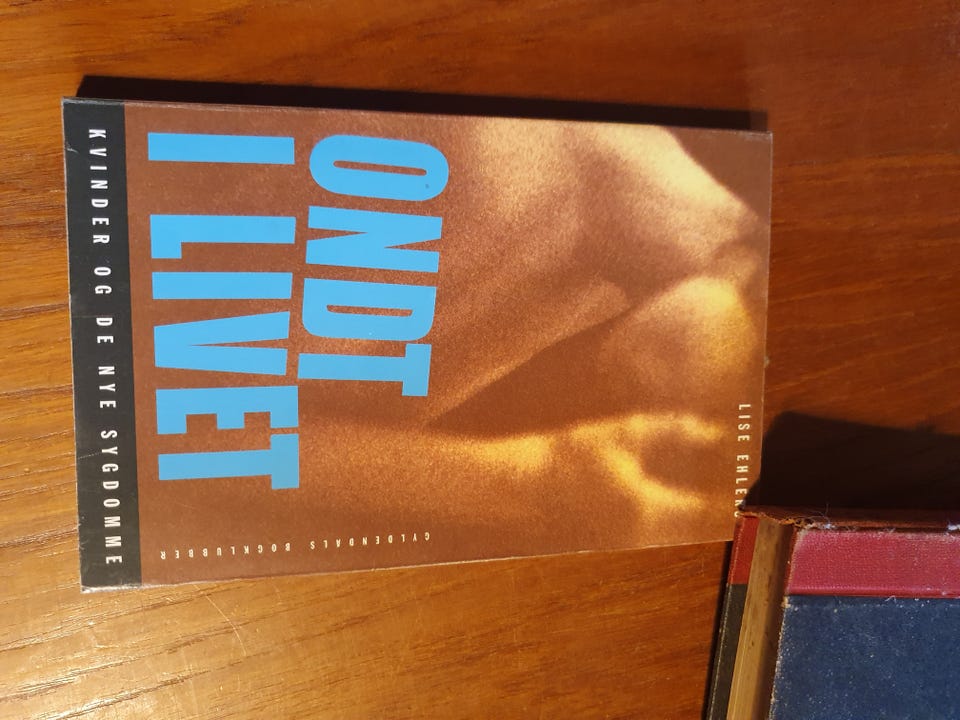 LISE
ONDT
I LIVET
GYLDENDALS BOGKLUBBER
KVINDER OG DE NYE SYGDOMME